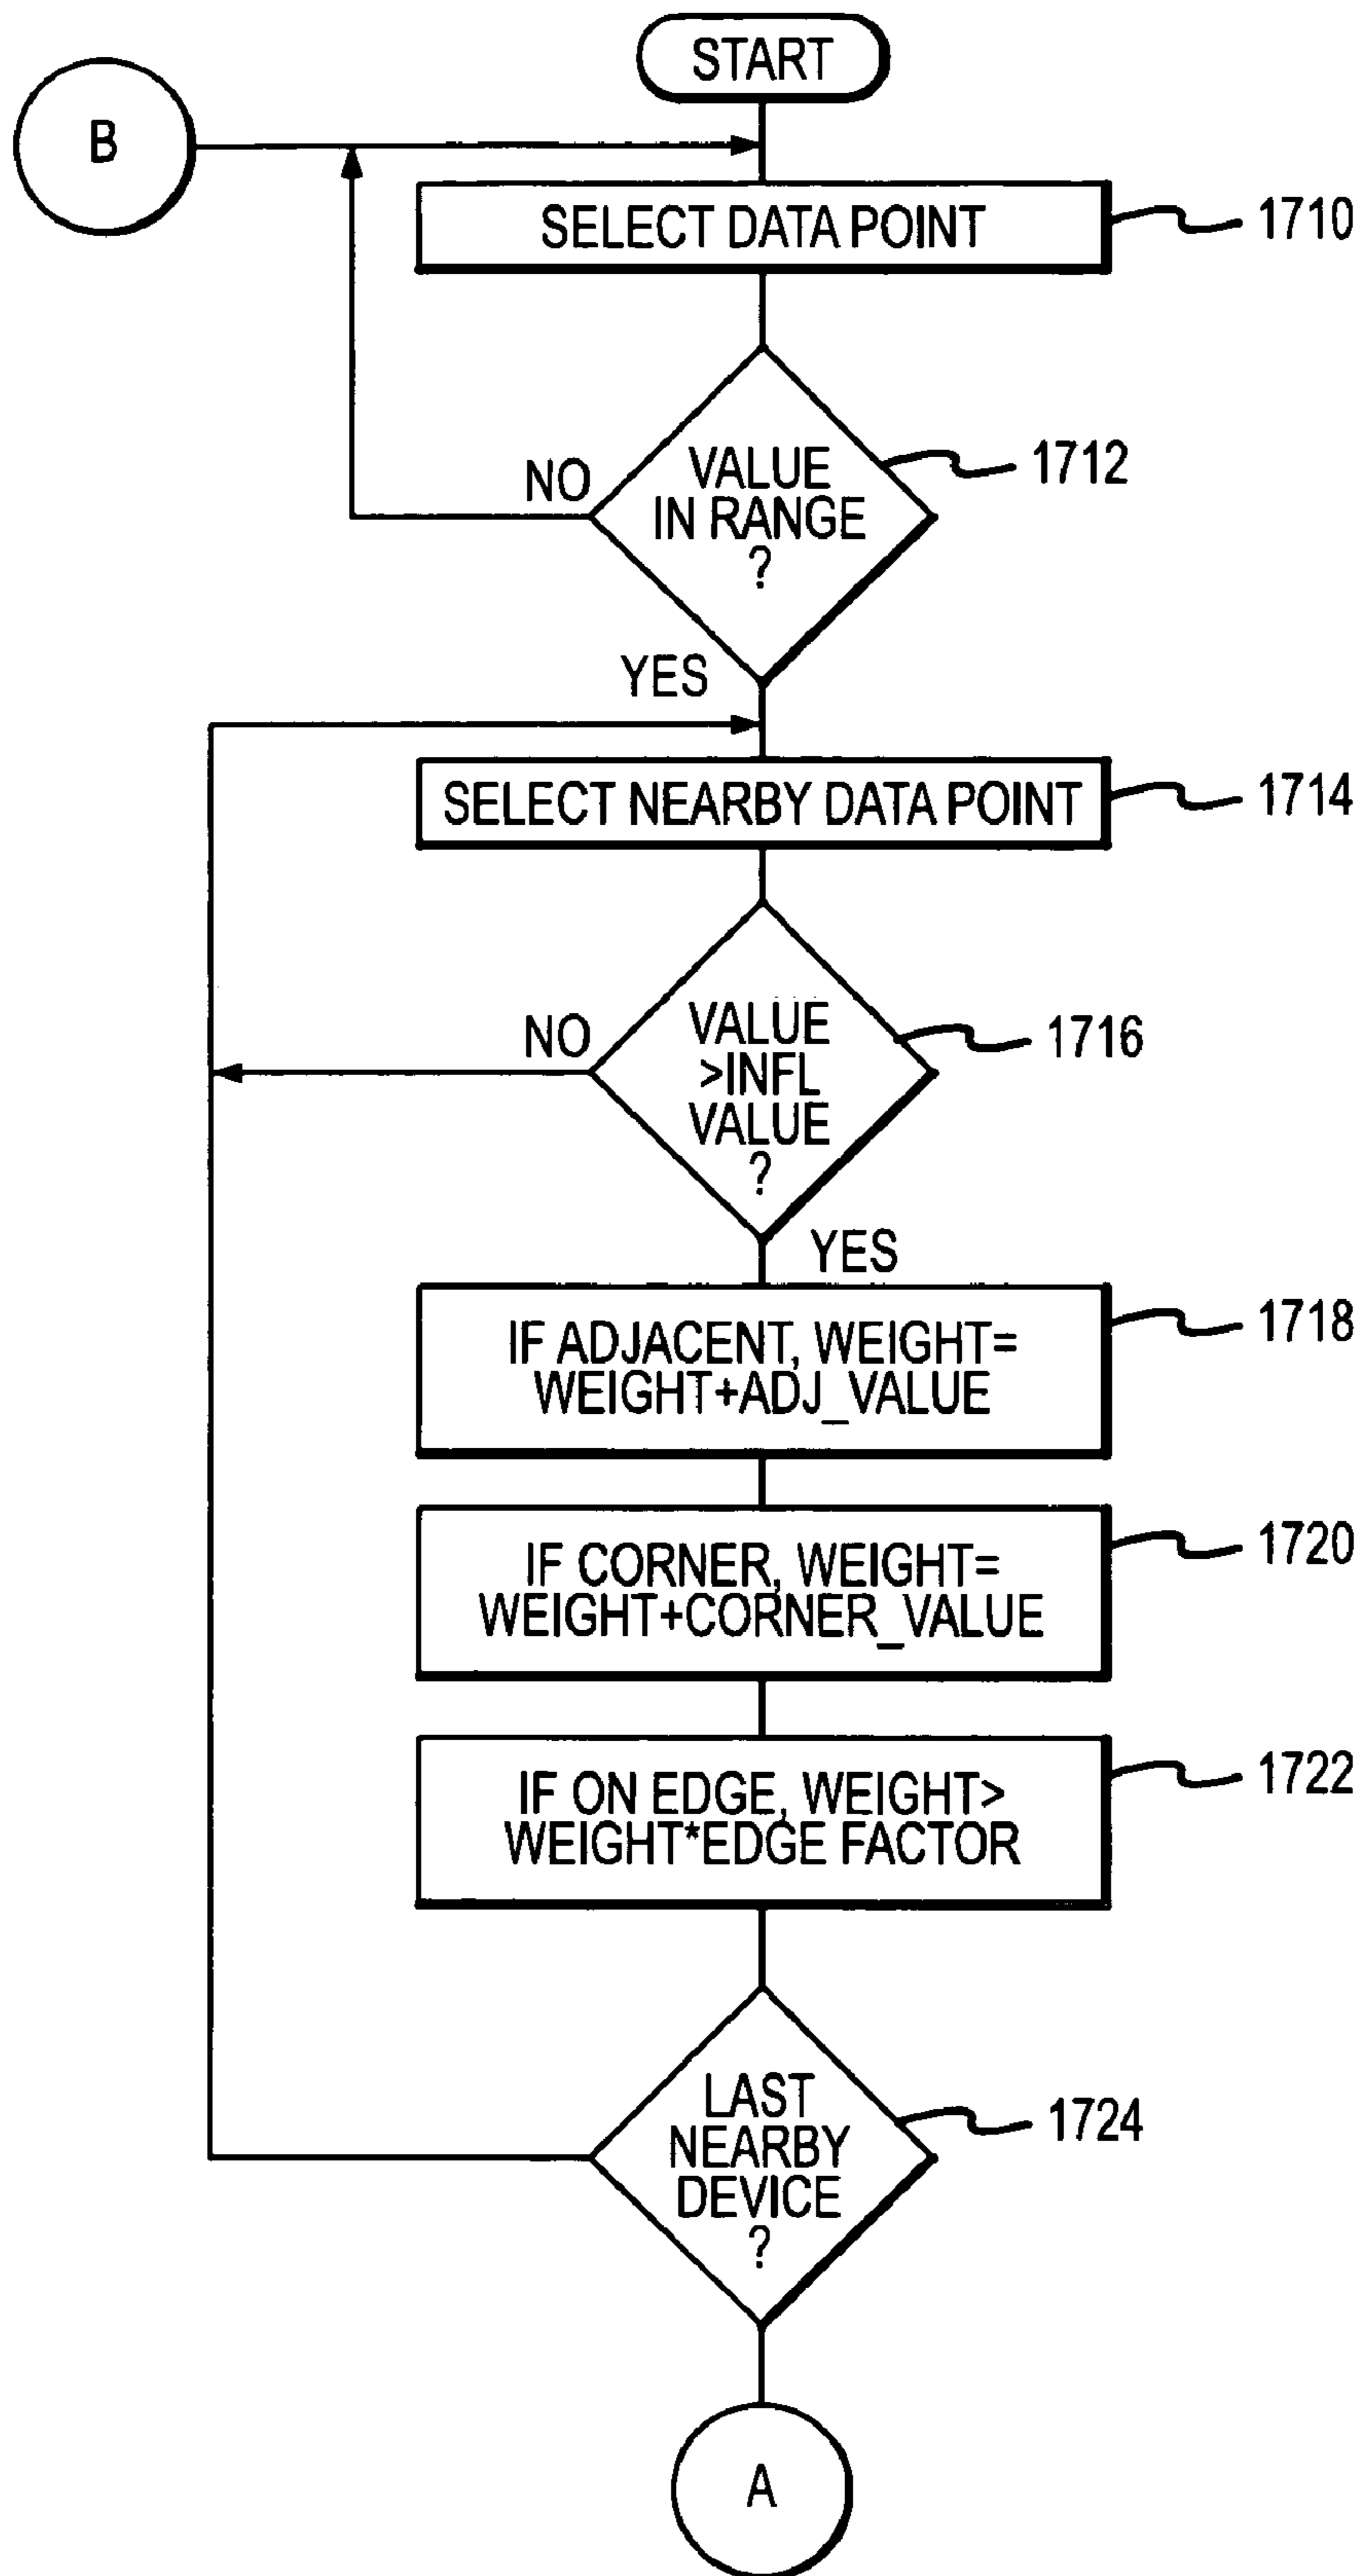 START
B
SELECT DATA POINT
1710
VALUE
IN RANGE
?
1712
NO
YES
SELECT NEARBY DATA POINT
1714
VALUE
>INFL
VALUE
?
1716
NO
YES
IF ADJACENT, WEIGHT=
WEIGHT+ADJ_VALUE
1718
IF CORNER, WEIGHT=
WEIGHT+CORNER_VALUE
1720
IF ON EDGE, WEIGHT>
WEIGHT*EDGE FACTOR
1722
LAST
NEARBY
DEVICE
?
1724
A